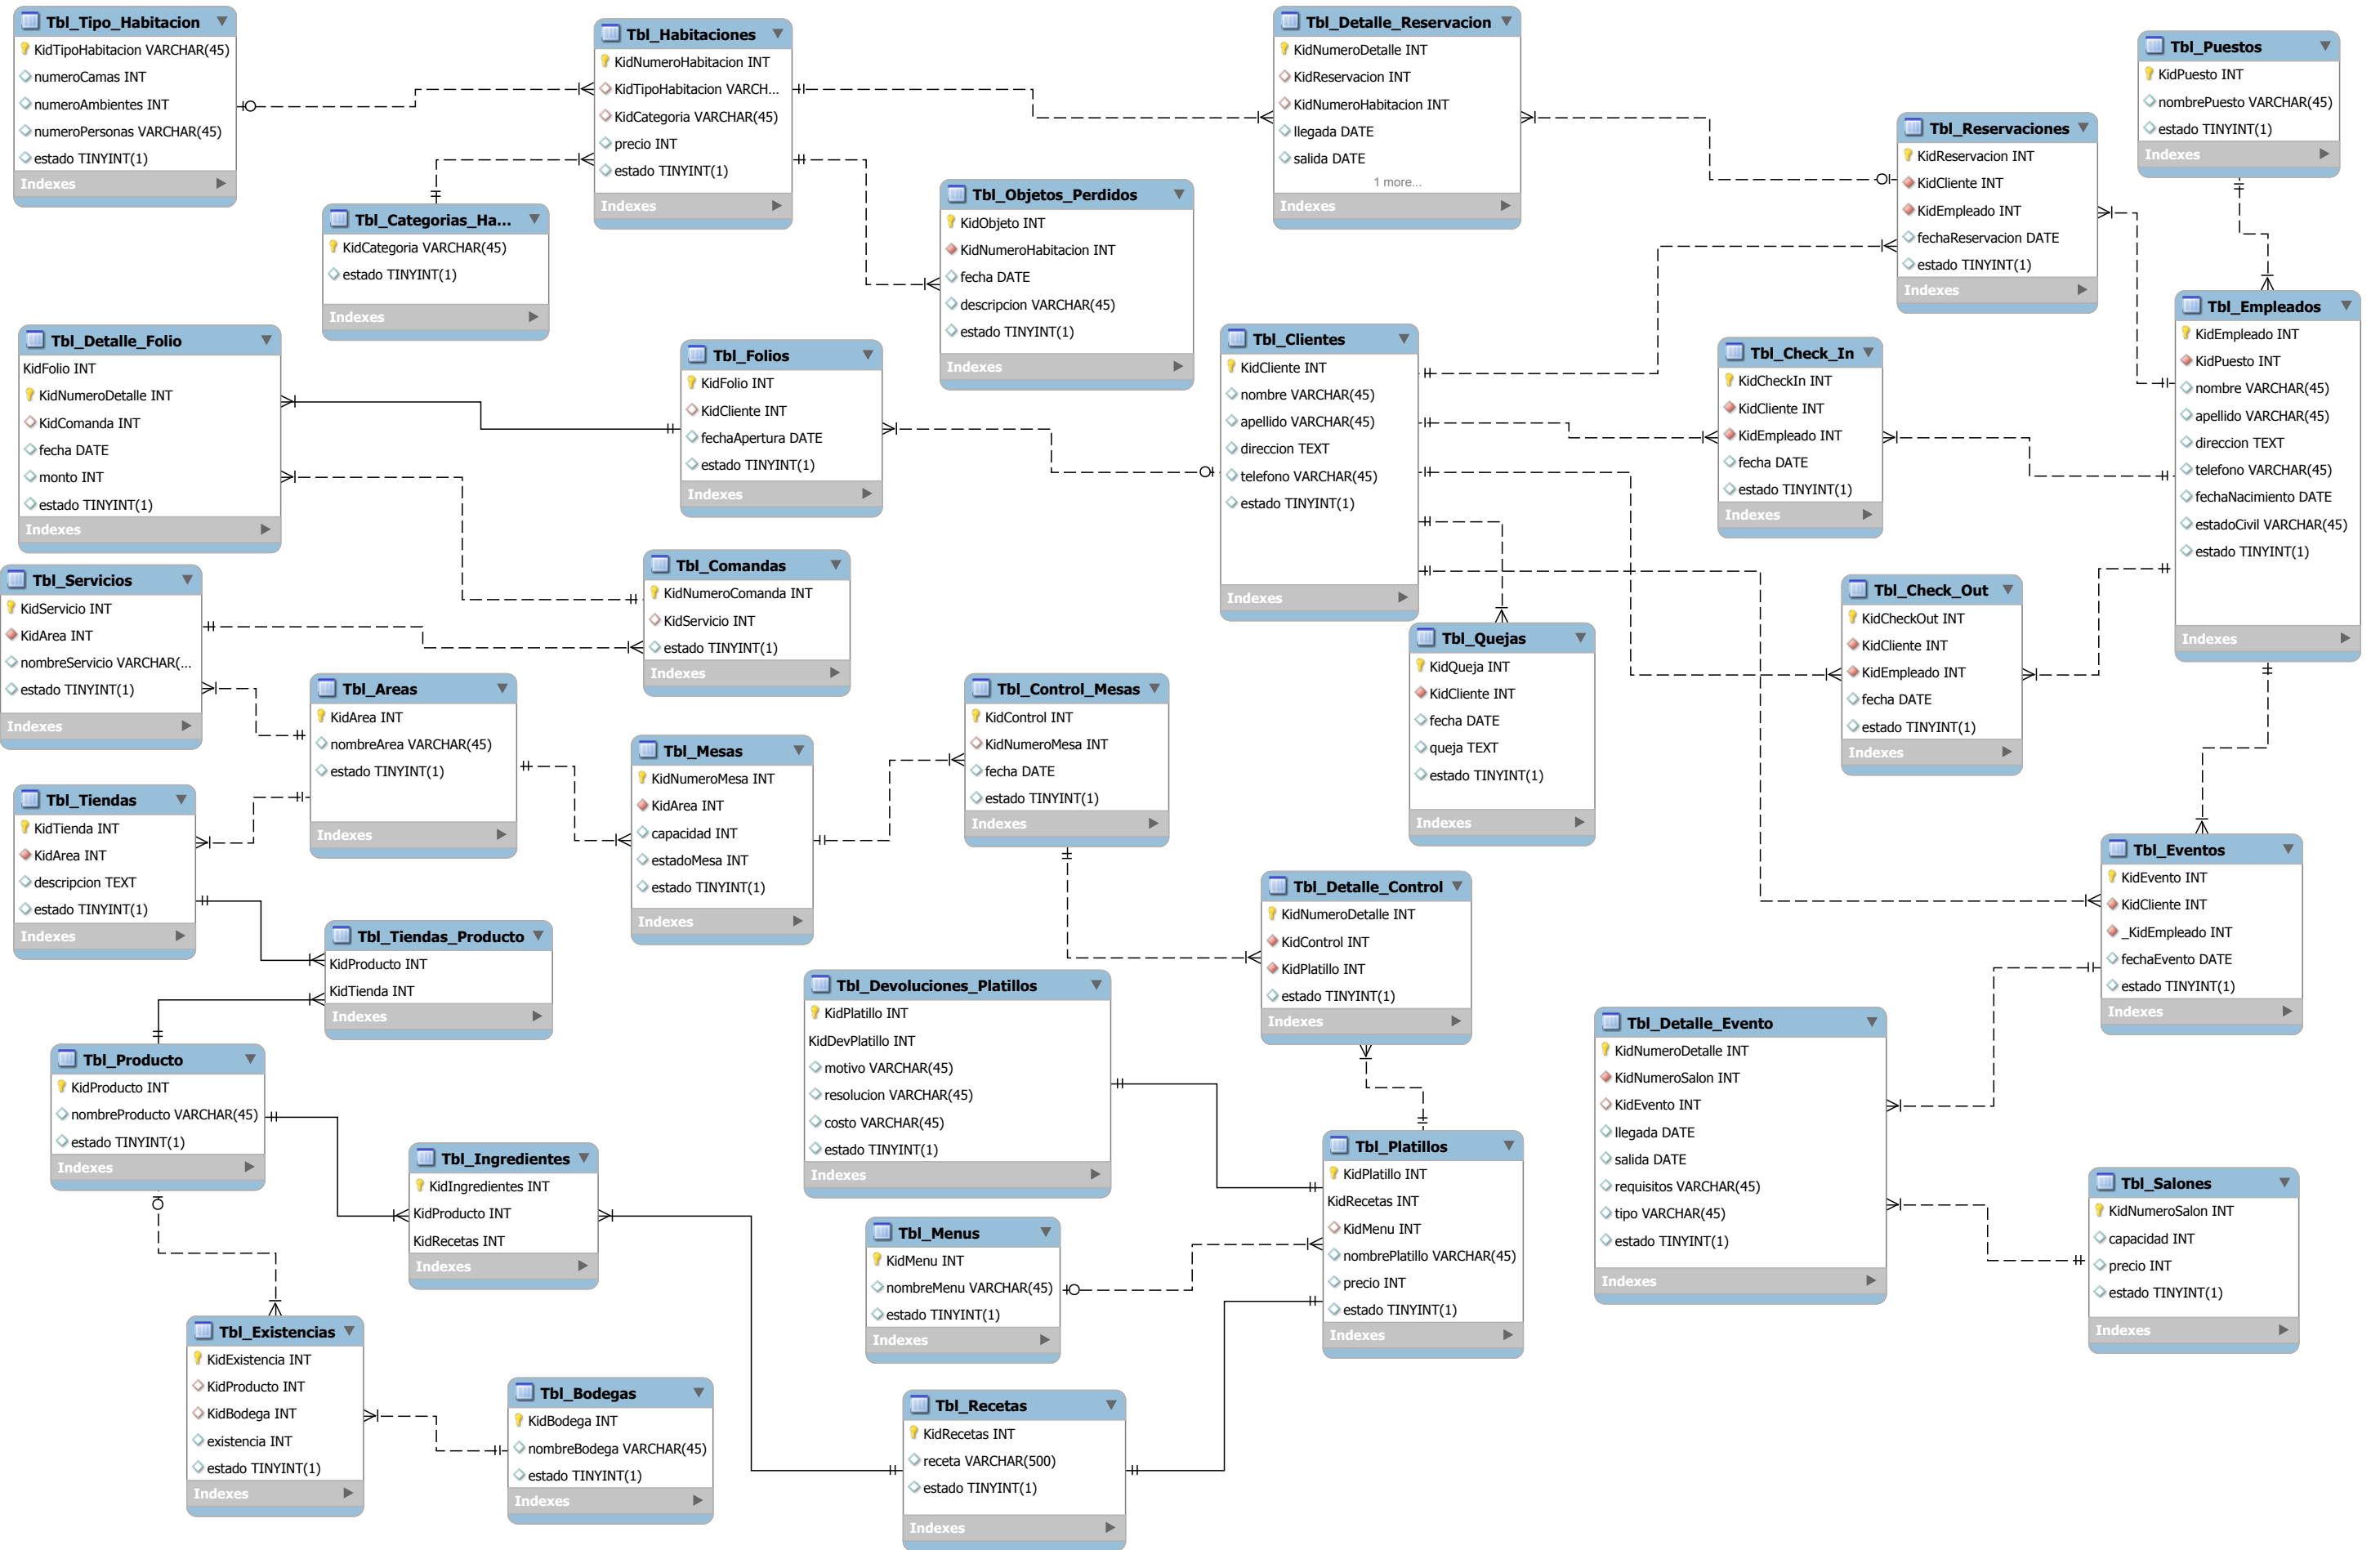 Tbl_Tipo_Habitacion
KidTipoHabitacion VARCHAR(45)
numeroCamas INT
numeroAmbientes INT
numeroPersonas VARCHAR(45)
estado TINYINT(1)
Indexes
Tbl_Habitaciones
KidNumeroHabitacion INT
KidTipoHabitacion VARCH...
KidCategoria VARCHAR(45)
precio INT
estado TINYINT(1)
Indexes
Tbl_Detalle_Reservacion
KidNumeroDetalle INT
KidReservacion INT
KidNumeroHabitacion INT
llegada DATE
salida DATE
1 more...
Indexes
Tbl_Puestos
KidPuesto INT
nombrePuesto VARCHAR(45)
estado TINYINT(1)
Indexes
Tbl_Reservaciones
KidReservacion INT
KidCliente INT
KidEmpleado INT
fechaReservacion DATE
estado TINYINT(1)
Indexes
Tbl_Categorias_Ha...
KidCategoria VARCHAR(45)
estado TINYINT(1)
Indexes
Tbl_Objetos_Perdidos
KidObjeto INT
KidNumeroHabitacion INT
fecha DATE
descripcion VARCHAR(45)
estado TINYINT(1)
Indexes
Tbl_Empleados
KidEmpleado INT
KidPuesto INT
nombre VARCHAR(45)
apellido VARCHAR(45)
direccion TEXT
telefono VARCHAR(45)
fechaNacimiento DATE
estadoCivil VARCHAR(45)
estado TINYINT(1)
Indexes
Tbl_Detalle_Folio
KidFolio INT
KidNumeroDetalle INT
KidComanda INT
fecha DATE
monto INT
estado TINYINT(1)
Indexes
Tbl_Folios
KidFolio INT
KidCliente INT
fechaApertura DATE
estado TINYINT(1)
Indexes
Tbl_Clientes
KidCliente INT
nombre VARCHAR(45)
apellido VARCHAR(45)
direccion TEXT
telefono VARCHAR(45)
estado TINYINT(1)
Indexes
Tbl_Check_In
KidCheckIn INT
KidCliente INT
KidEmpleado INT
fecha DATE
estado TINYINT(1)
Indexes
Tbl_Servicios
KidServicio INT
KidArea INT
nombreServicio VARCHAR(...
estado TINYINT(1)
Indexes
Tbl_Comandas
KidNumeroComanda INT
KidServicio INT
estado TINYINT(1)
Indexes
Tbl_Check_Out
KidCheckOut INT
KidCliente INT
KidEmpleado INT
fecha DATE
estado TINYINT(1)
Indexes
Tbl_Quejas
KidQueja INT
KidCliente INT
fecha DATE
queja TEXT
estado TINYINT(1)
Indexes
Tbl_Areas
KidArea INT
nombreArea VARCHAR(45)
estado TINYINT(1)
Indexes
Tbl_Control_Mesas
KidControl INT
KidNumeroMesa INT
fecha DATE
estado TINYINT(1)
Indexes
Tbl_Mesas
KidNumeroMesa INT
KidArea INT
capacidad INT
estadoMesa INT
estado TINYINT(1)
Indexes
Tbl_Tiendas
KidTienda INT
KidArea INT
descripcion TEXT
estado TINYINT(1)
Indexes
Tbl_Eventos
KidEvento INT
KidCliente INT
_KidEmpleado INT
fechaEvento DATE
estado TINYINT(1)
Indexes
Tbl_Detalle_Control
KidNumeroDetalle INT
KidControl INT
KidPlatillo INT
estado TINYINT(1)
Indexes
Tbl_Tiendas_Producto
KidProducto INT
KidTienda INT
Indexes
Tbl_Devoluciones_Platillos
KidPlatillo INT
KidDevPlatillo INT
motivo VARCHAR(45)
resolucion VARCHAR(45)
costo VARCHAR(45)
estado TINYINT(1)
Indexes
Tbl_Detalle_Evento
KidNumeroDetalle INT
KidNumeroSalon INT
KidEvento INT
llegada DATE
salida DATE
requisitos VARCHAR(45)
tipo VARCHAR(45)
estado TINYINT(1)
Indexes
Tbl_Producto
KidProducto INT
nombreProducto VARCHAR(45)
estado TINYINT(1)
Indexes
Tbl_Ingredientes
KidIngredientes INT
KidProducto INT
KidRecetas INT
Indexes
Tbl_Platillos
KidPlatillo INT
KidRecetas INT
KidMenu INT
nombrePlatillo VARCHAR(45)
precio INT
estado TINYINT(1)
Indexes
Tbl_Salones
KidNumeroSalon INT
capacidad INT
precio INT
estado TINYINT(1)
Indexes
Tbl_Menus
KidMenu INT
nombreMenu VARCHAR(45)
estado TINYINT(1)
Indexes
Tbl_Existencias
KidExistencia INT
KidProducto INT
KidBodega INT
existencia INT
estado TINYINT(1)
Indexes
Tbl_Bodegas
KidBodega INT
nombreBodega VARCHAR(45)
estado TINYINT(1)
Indexes
Tbl_Recetas
KidRecetas INT
receta VARCHAR(500)
estado TINYINT(1)
Indexes